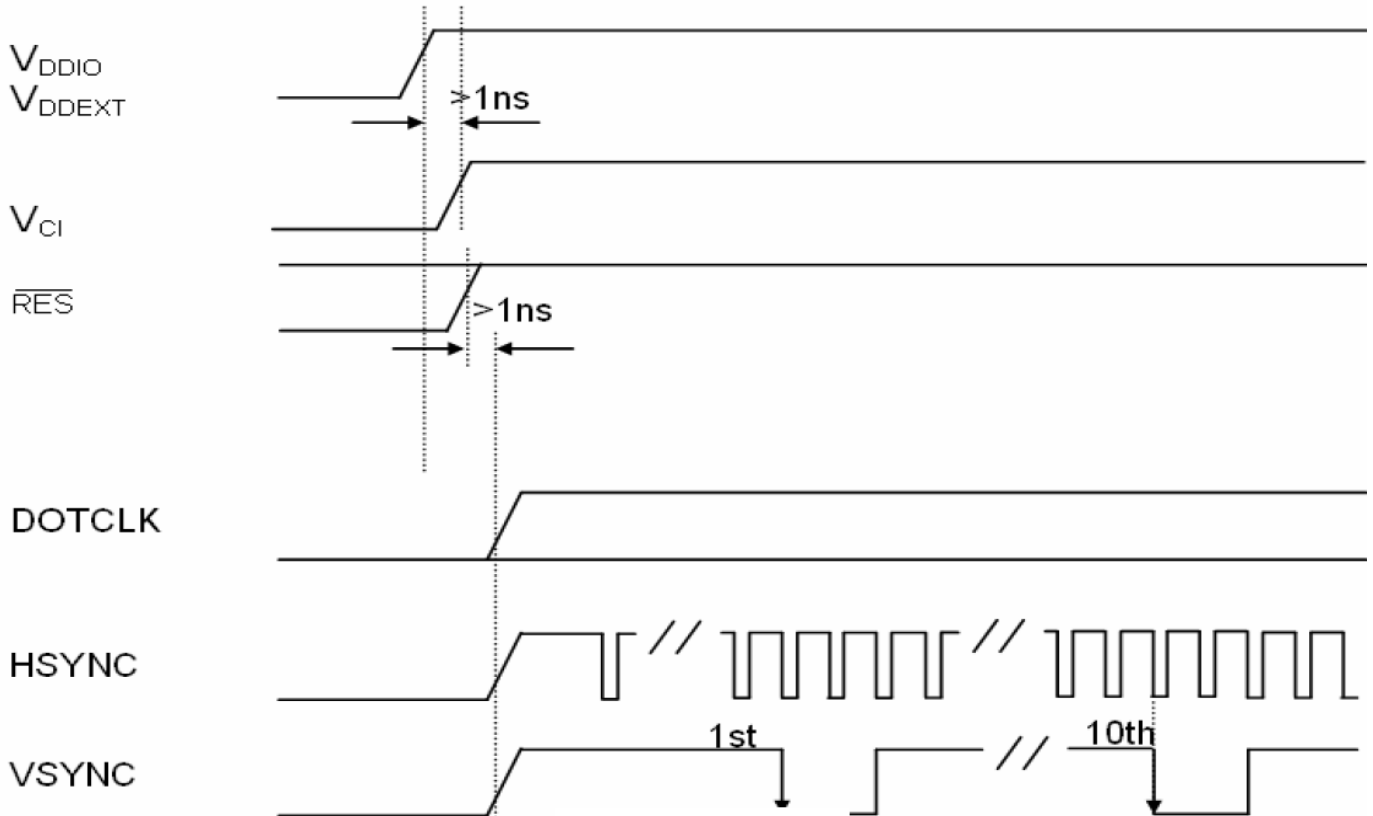 VDDIO
VDDEXT
>1ns
VCI
RES
>1ns
DOTCLK
HSYNC
1st
10th
VSYNC